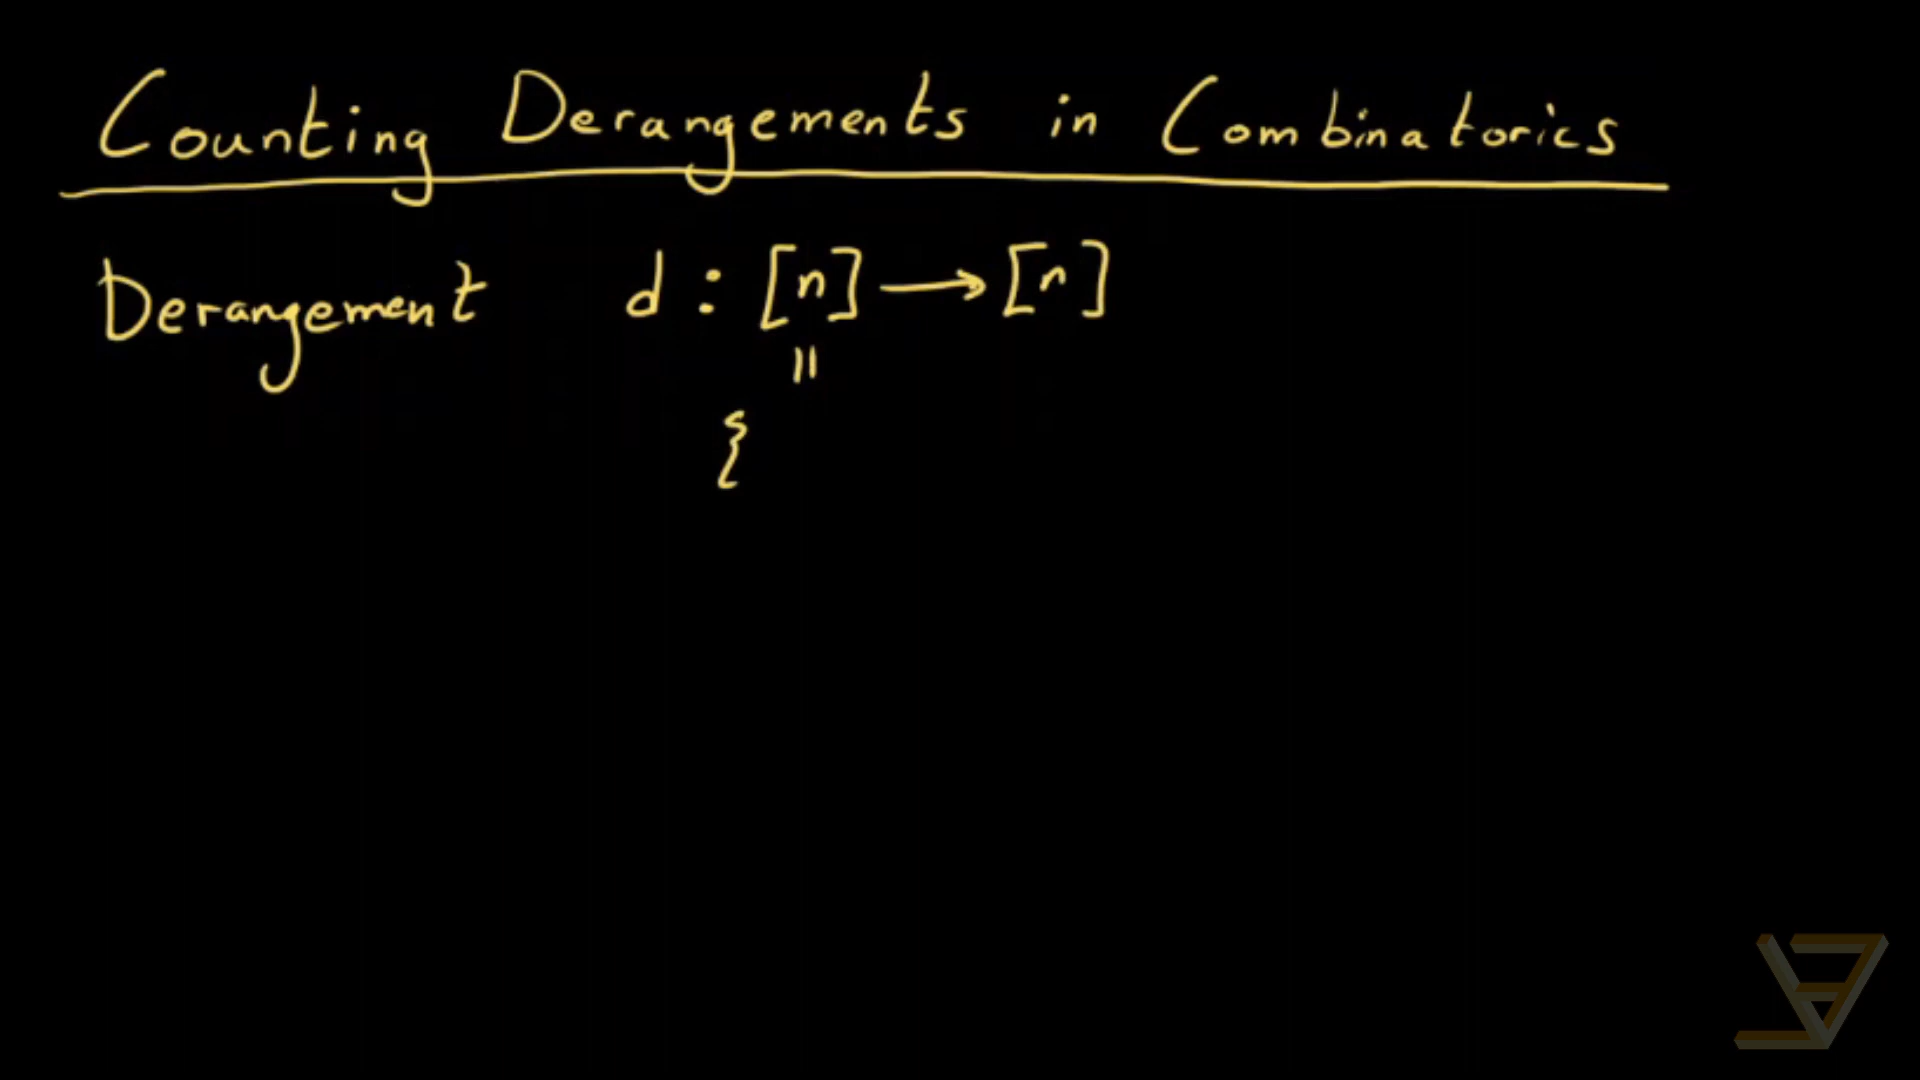 Counting Derangements in Combinatorics
Derangement d : [n] → [n]
=
{